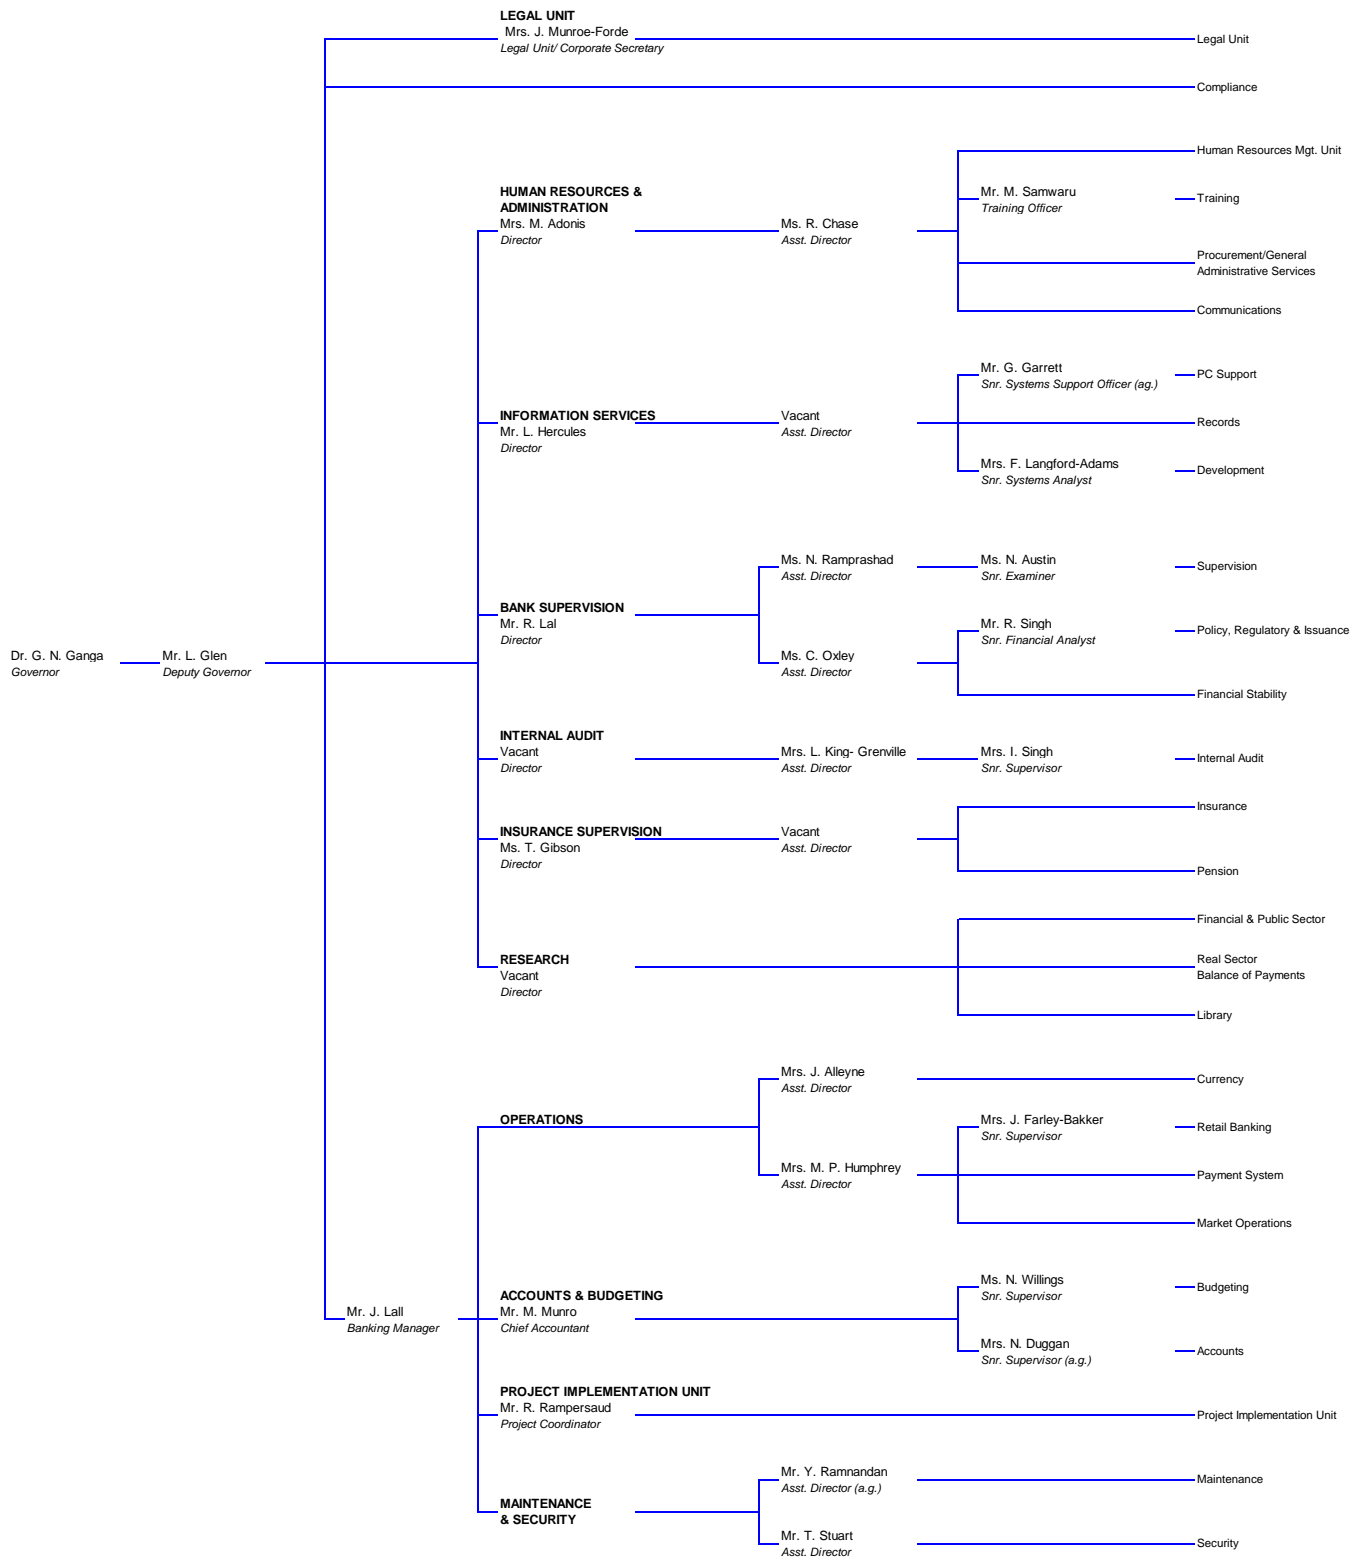 LEGAL UNIT
Mrs. J. Munroe-Forde
Legal Unit/ Corporate Secretary
Legal Unit
Compliance
Human Resources Mgt. Unit
HUMAN RESOURCES &
ADMINISTRATION
Mrs. M. Adonis
Director
Ms. R. Chase
Asst. Director
Mr. M. Samwaru
Training Officer
Training
Procurement/General
Administrative Services
Communications
INFORMATION SERVICES
Mr. L. Hercules
Director
Vacant
Asst. Director
Mr. G. Garrett
Snr. Systems Support Officer (ag.)
PC Support
Records
Mrs. F. Langford-Adams
Snr. Systems Analyst
Development
Dr. G. N. Ganga
Governor
Mr. L. Glen
Deputy Governor
BANK SUPERVISION
Mr. R. Lal
Director
Ms. N. Ramprashad
Asst. Director
Ms. N. Austin
Snr. Examiner
Supervision
Ms. C. Oxley
Asst. Director
Mr. R. Singh
Snr. Financial Analyst
Policy, Regulatory & Issuance
Financial Stability
INTERNAL AUDIT
Vacant
Director
Mrs. L. King- Grenville
Asst. Director
Mrs. I. Singh
Snr. Supervisor
Internal Audit
INSURANCE SUPERVISION
Ms. T. Gibson
Director
Vacant
Asst. Director
Insurance
Pension
RESEARCH
Vacant
Director
Financial & Public Sector
Real Sector
Balance of Payments
Library
OPERATIONS
Mrs. J. Alleyne
Asst. Director
Currency
Mrs. M. P. Humphrey
Asst. Director
Mrs. J. Farley-Bakker
Snr. Supervisor
Retail Banking
Payment System
Market Operations
Mr. J. Lall
Banking Manager
ACCOUNTS & BUDGETING
Mr. M. Munro
Chief Accountant
Ms. N. Willings
Snr. Supervisor
Budgeting
Mrs. N. Duggan
Snr. Supervisor (a.g.)
Accounts
PROJECT IMPLEMENTATION UNIT
Mr. R. Rampersaud
Project Coordinator
Project Implementation Unit
MAINTENANCE
& SECURITY
Mr. Y. Ramnandan
Asst. Director (a.g.)
Maintenance
Mr. T. Stuart
Asst. Director
Security